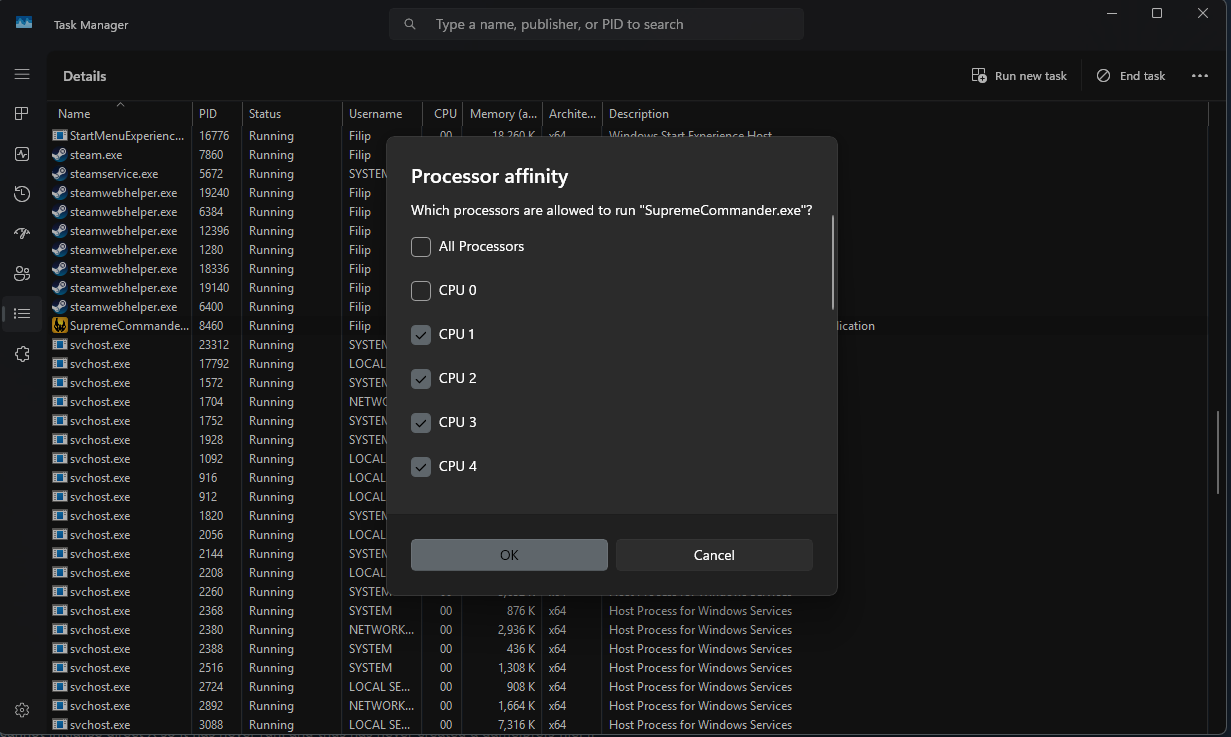 Task Manager
Type a name, publisher, or PID to search
Details
Run new task
End task
Name PID Status Username CPU Memory (a... Archite... Description
StartMenuExperienc... 16776 Running Filip 00 18,260 K x64 Windows Start Experience Host
steam.exe 7860 Running Filip
steamservice.exe 5672 Running SYSTEM
steamwebhelper.exe 19240 Running Filip
steamwebhelper.exe 6384 Running Filip
steamwebhelper.exe 12396 Running Filip
steamwebhelper.exe 1280 Running Filip
steamwebhelper.exe 18336 Running Filip
steamwebhelper.exe 19140 Running Filip
steamwebhelper.exe 6400 Running Filip
SupremeCommande... 8460 Running Filip lication
svchost.exe 23312 Running SYSTEM
svchost.exe 17792 Running LOCAL
svchost.exe 1572 Running SYSTEM
svchost.exe 1704 Running NETWO
svchost.exe 1752 Running SYSTEM
svchost.exe 1928 Running SYSTEM
svchost.exe 1092 Running LOCAL
svchost.exe 916 Running LOCAL
svchost.exe 912 Running LOCAL
svchost.exe 1820 Running SYSTEM
svchost.exe 2056 Running LOCAL
svchost.exe 2144 Running SYSTEM
svchost.exe 2208 Running LOCAL
svchost.exe 2260 Running SYSTEM
svchost.exe 2368 Running SYSTEM 00 876 K x64 Host Process for Windows Services
svchost.exe 2380 Running NETWORK... 00 2,936 K x64 Host Process for Windows Services
svchost.exe 2388 Running SYSTEM 00 436 K x64 Host Process for Windows Services
svchost.exe 2516 Running SYSTEM 00 1,308 K x64 Host Process for Windows Services
svchost.exe 2724 Running LOCAL SE... 00 908 K x64 Host Process for Windows Services
svchost.exe 2892 Running NETWORK... 00 1,664 K x64 Host Process for Windows Services
svchost.exe 3088 Running LOCAL SE... 00 7,316 K x64 Host Process for Windows Services
Processor affinity
Which processors are allowed to run "SupremeCommander.exe"?
All Processors
CPU 0
CPU 1
CPU 2
CPU 3
CPU 4
OK
Cancel